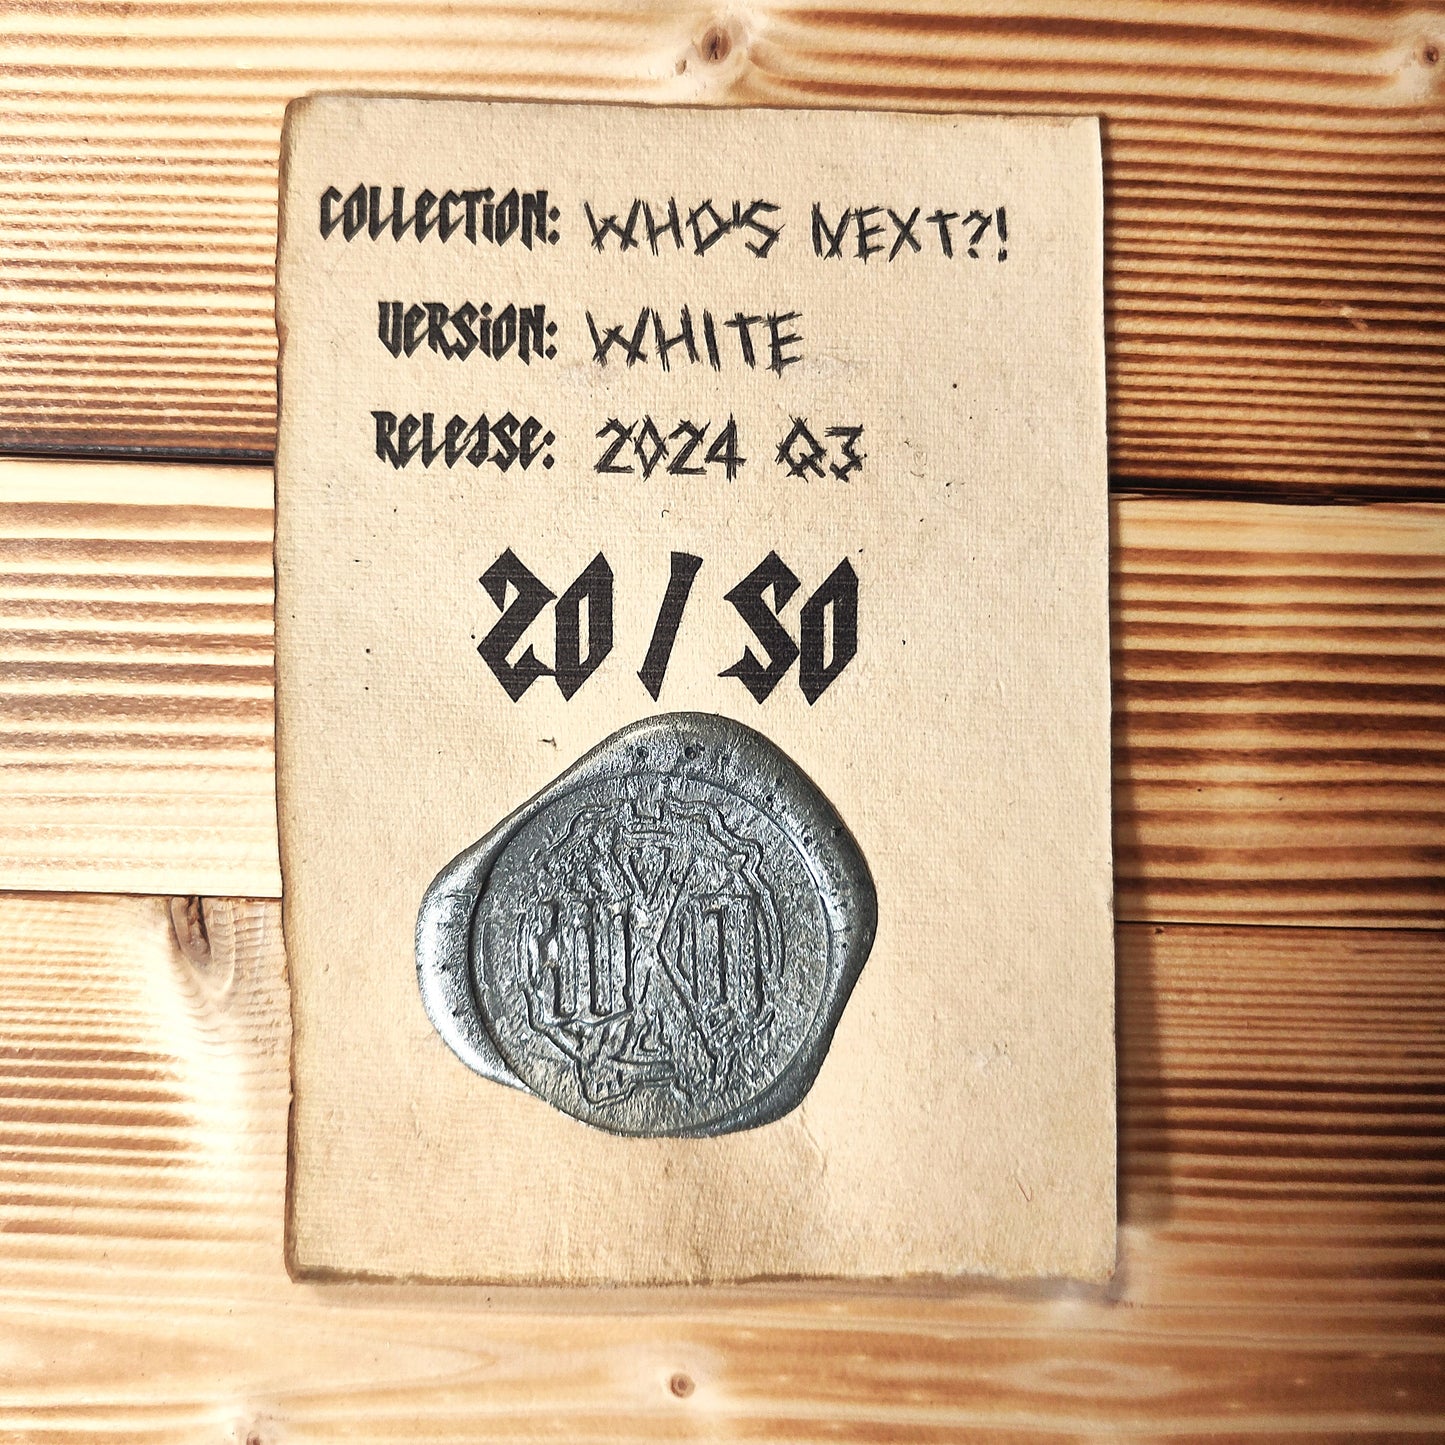 COLLECTION: WHO'S NEXT?!
VERSION: WHITE
RELEASE: 2024 Q3
20 / 50